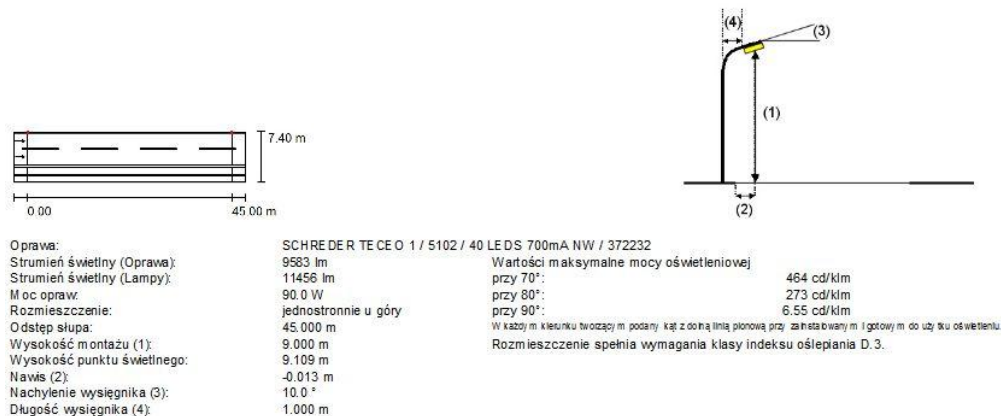 (4)
(3)
(1)
(2)
7.40 m
0.00
45.00 m
Oprawa: SCHREDER TECEO 1 / 5102 / 40 LEDS 700mA NW / 372232
Strumień świetlny (Oprawa): 9583 lm
Strumień świetlny (Lampy): 11456 lm
Moc opraw: 90.0 W
Rozmieszczenie: jednostronnie u góry
Odstęp słupa: 45.000 m
Wysokość montażu (1): 9.000 m
Wysokość punktu świetlnego: 9.109 m
Nawis (2): -0.013 m
Nachylenie wysięgnika (3): 10.0 °
Długość wysięgnika (4): 1.000 m
Wartości maksymalne mocy oświetleniowej
przy 70°: 464 cd/klm
przy 80°: 273 cd/klm
przy 90°: 6.55 cd/klm
W każdym kierunku tworzącym podany kąt z dolną linią pionową przy zainstalowanym i gotowym do użytku oświetleniu.
Rozmieszczenie spełnia wymagania klasy indeksu oślepiania D.3.